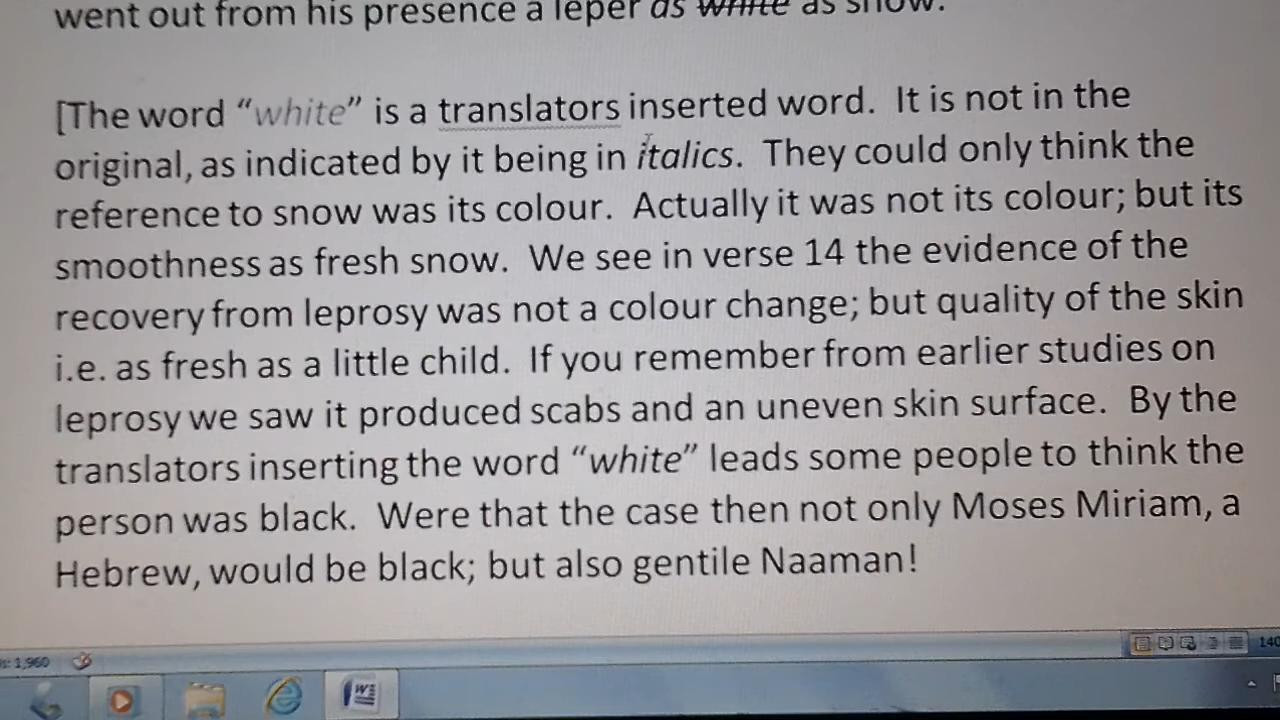 went out from his presence a leper as white as snow.
[The word “white” is a translators inserted word. It is not in the
original, as indicated by it being in italics. They could only think the
reference to snow was its colour. Actually it was not its colour; but its
smoothness as fresh snow. We see in verse 14 the evidence of the
recovery from leprosy was not a colour change; but quality of the skin
i.e. as fresh as a little child. If you remember from earlier studies on
leprosy we saw it produced scabs and an uneven skin surface. By the
translators inserting the word “white” leads some people to think the
person was black. Were that the case then not only Moses Miriam, a
Hebrew, would be black; but also gentile Naaman!
1,960
140